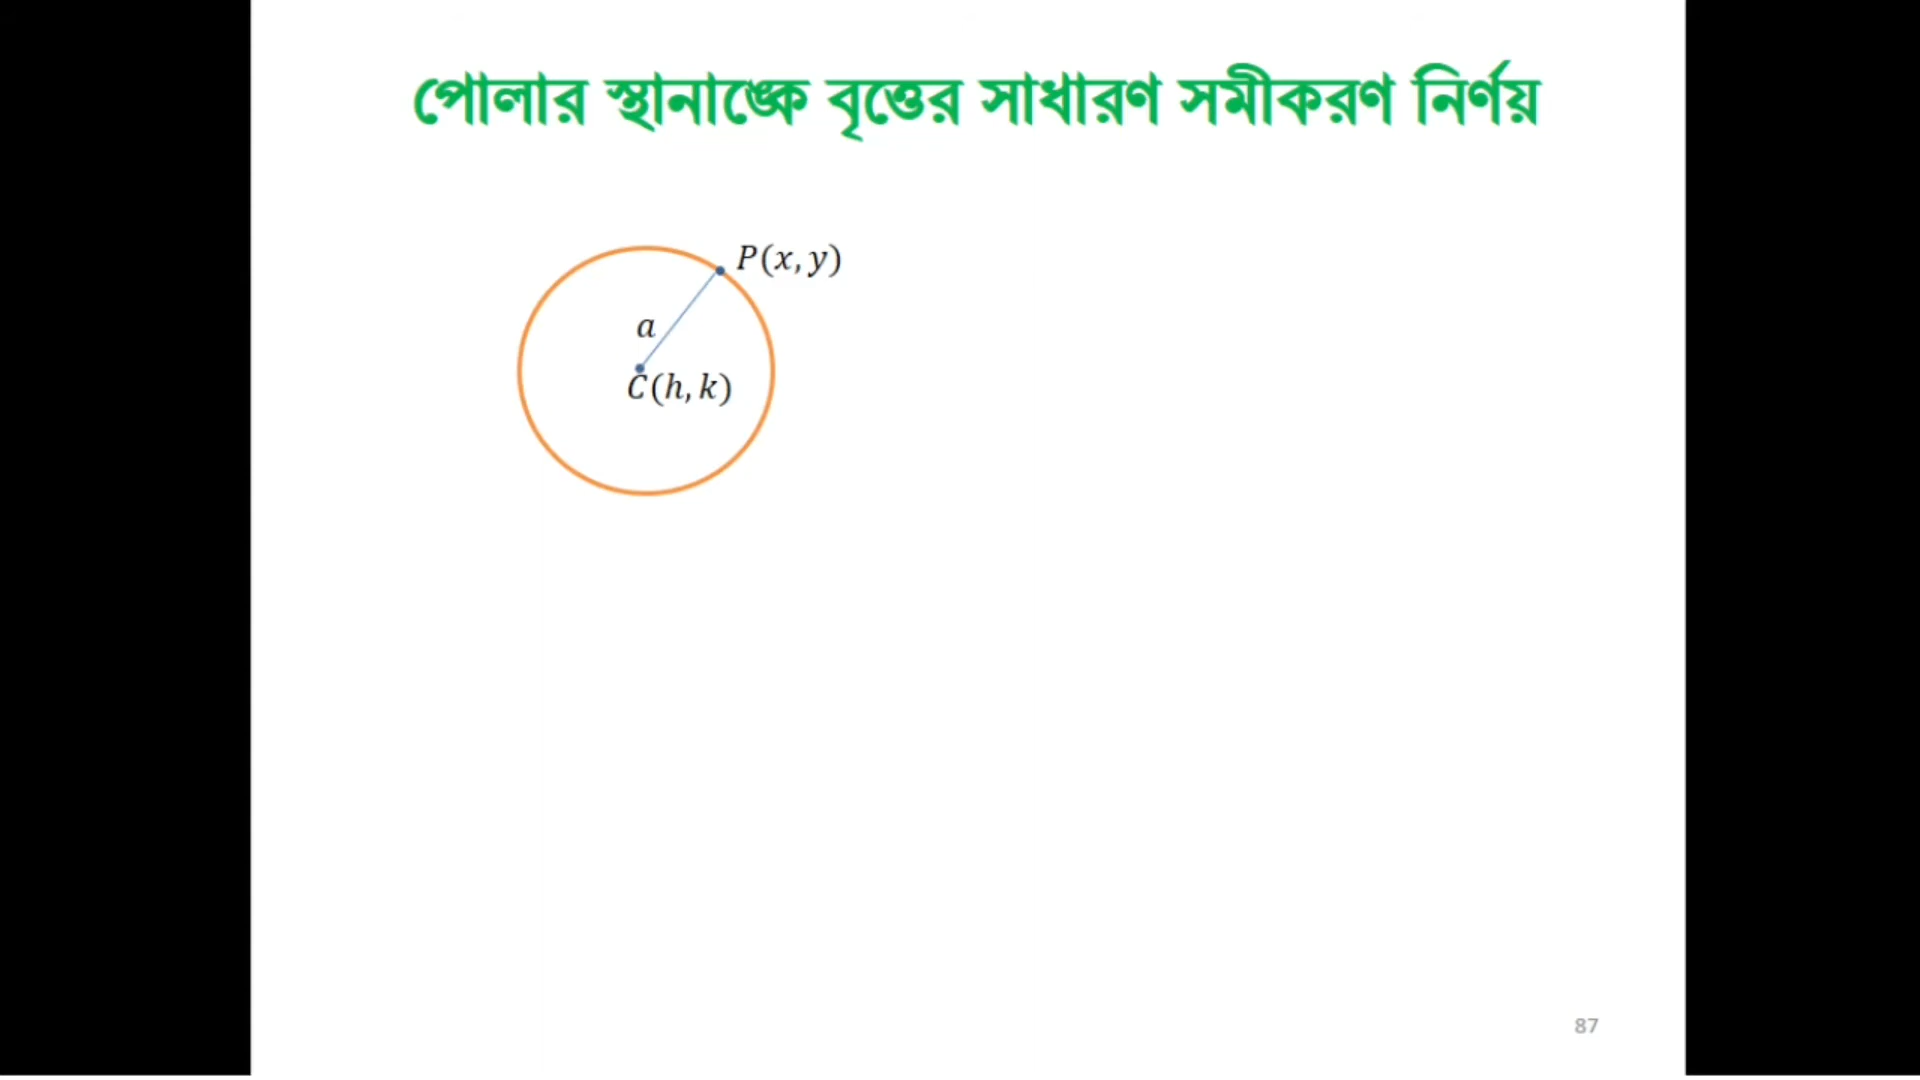 পোলার স্থানাঙ্কে বৃত্তের সাধারণ সমীকরণ নির্ণয়
P(x, y)
a
C(h, k)
87